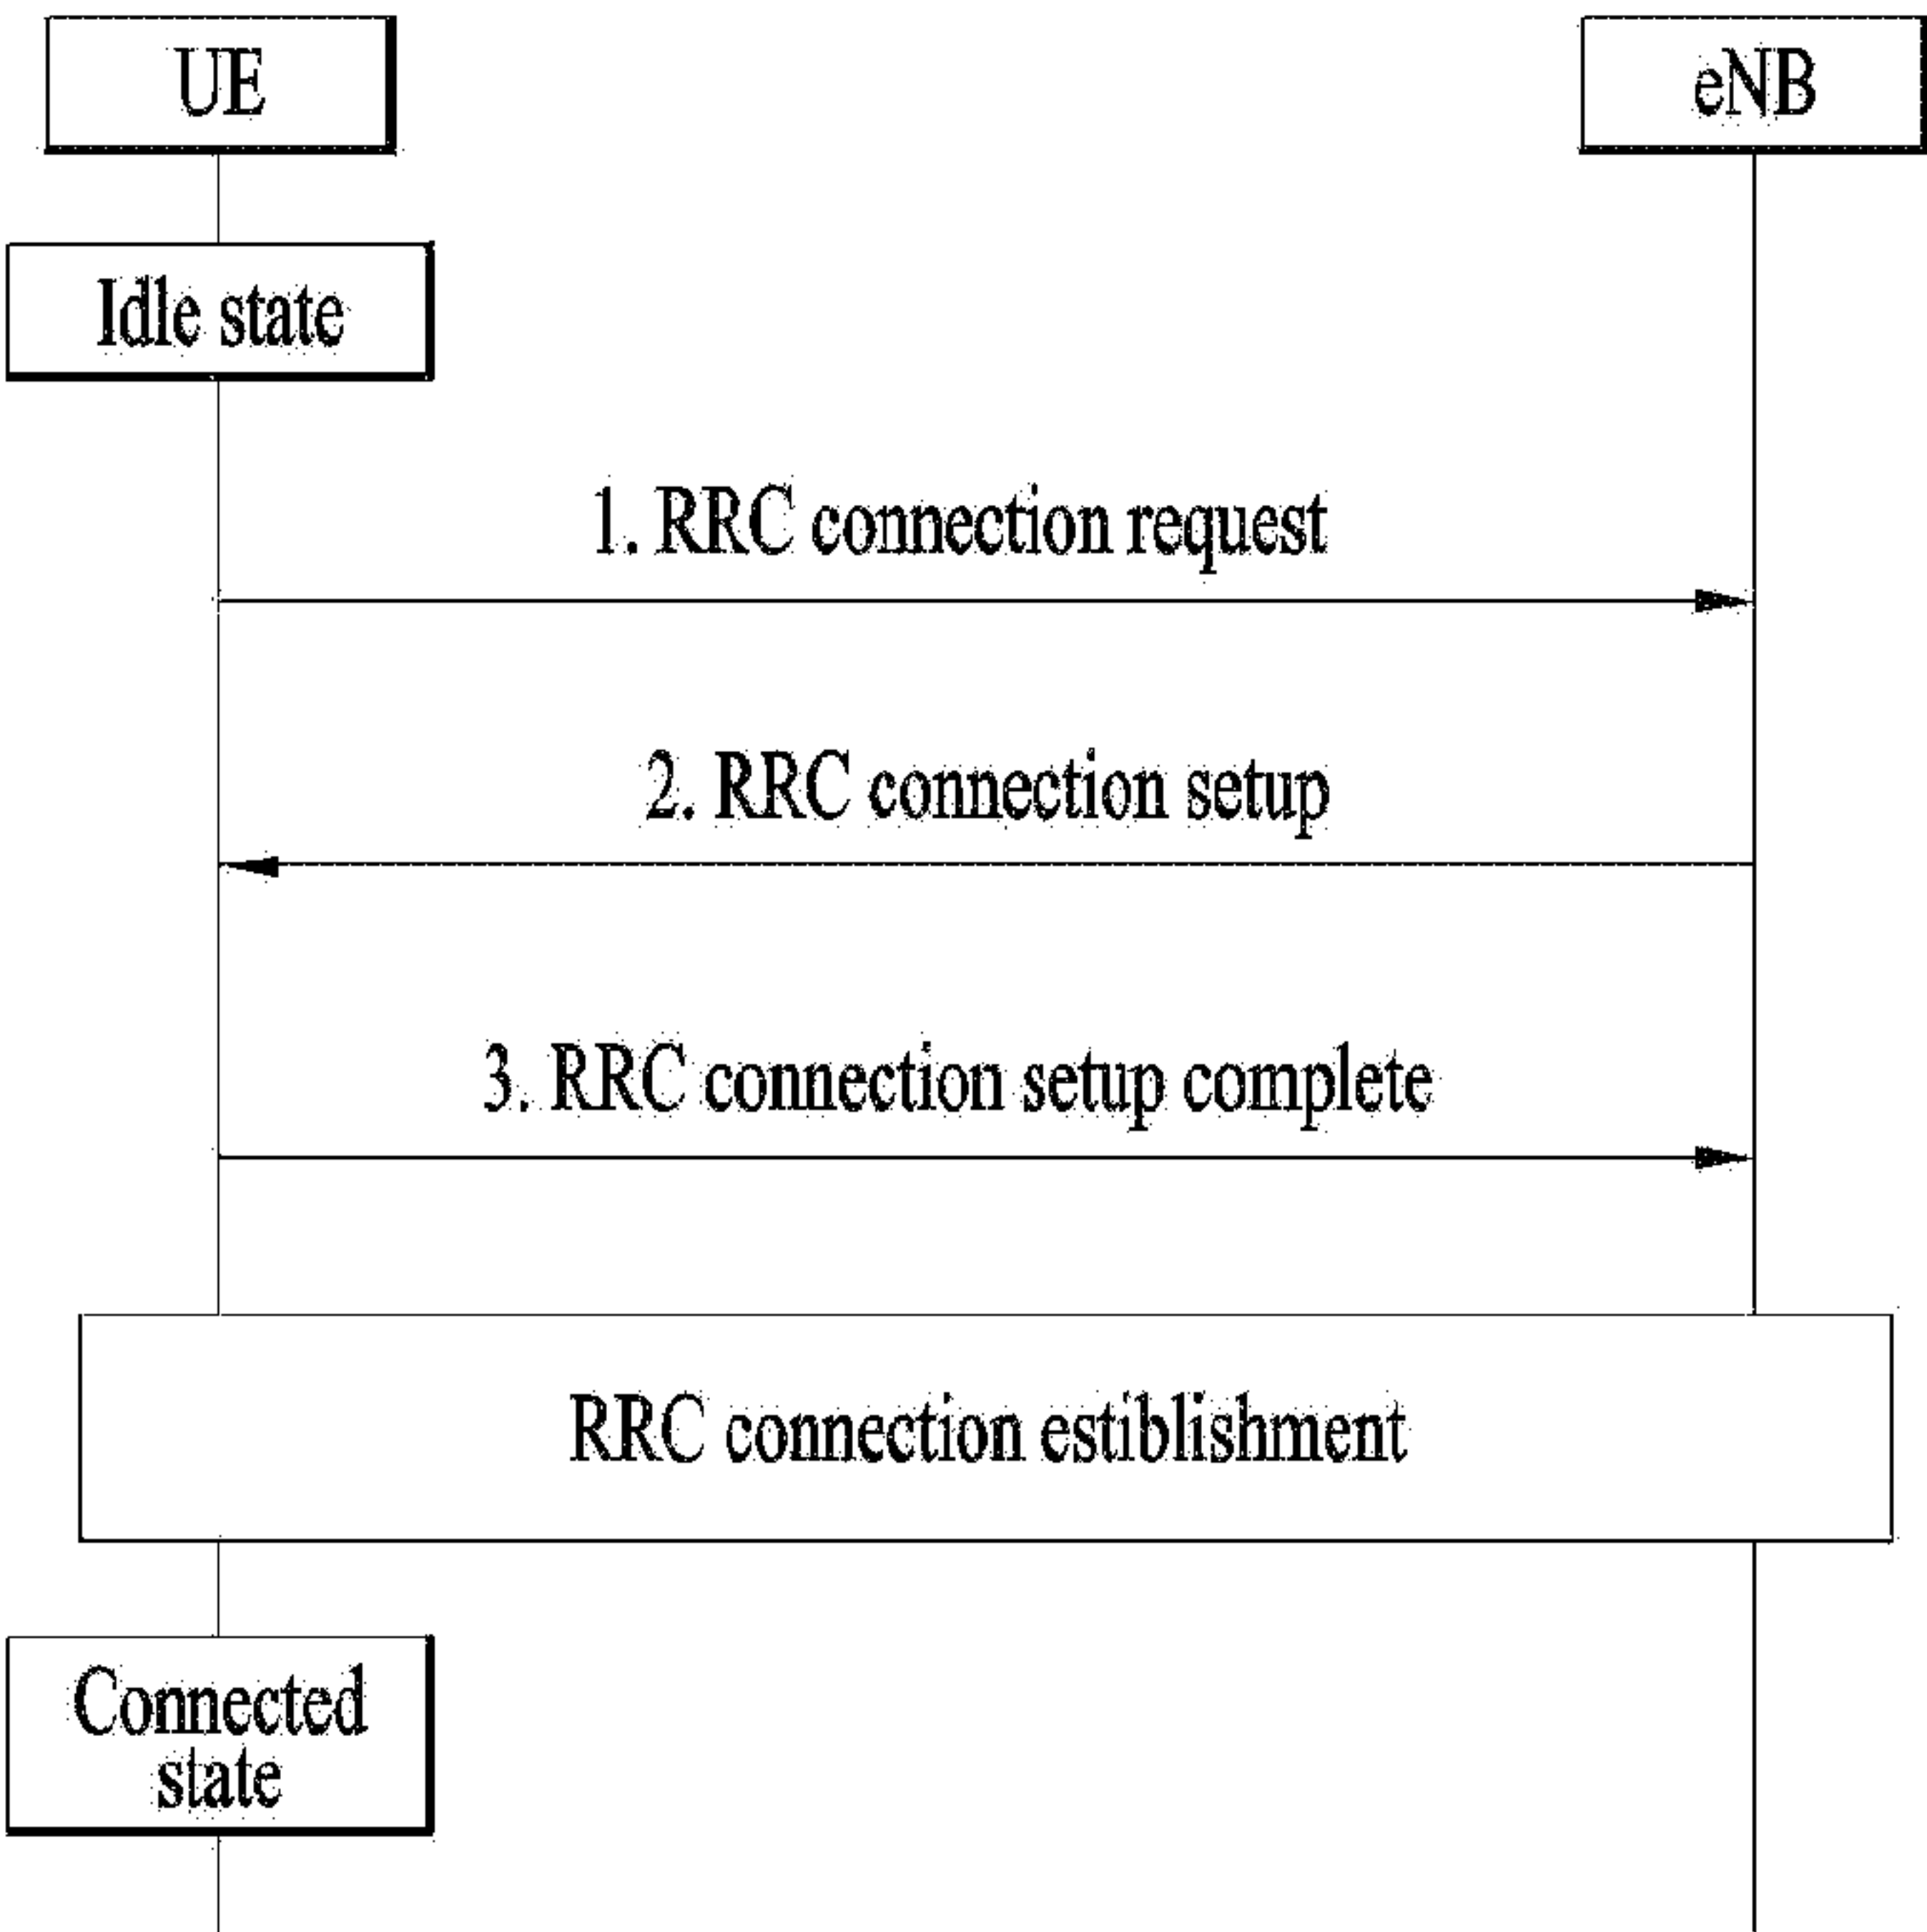 UE
eNB
Idle state
1. RRC connection request
2. RRC connection setup
3. RRC connection setup complete
RRC connection estiblishment
Connected
state